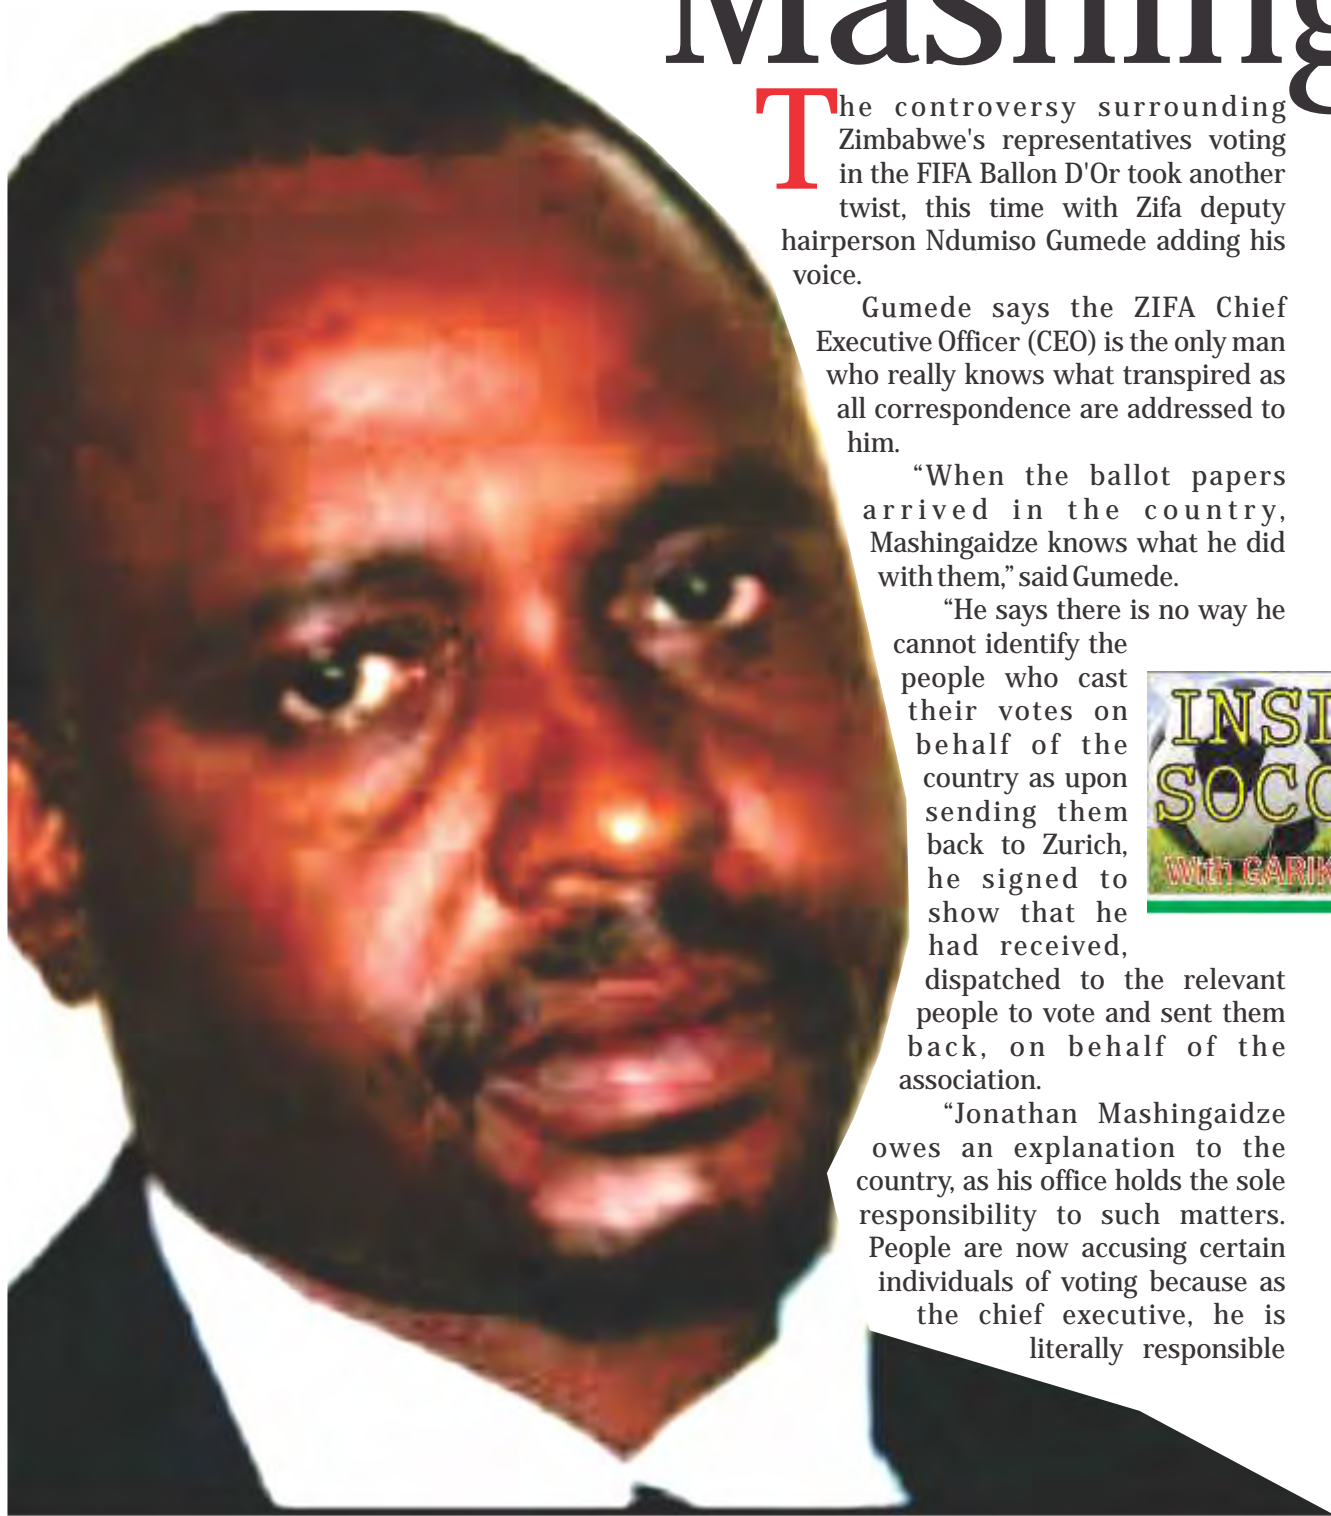 The controversy surrounding
Zimbabwe's representatives voting
in the FIFA Ballon D'Or took another
twist, this time with Zifa deputy
hairperson Ndumiso Gumede adding his
voice.
Gumede says the ZIFA Chief
Executive Officer (CEO) is the only man
who really knows what transpired as
all correspondence are addressed to
him.
“When the ballot papers
arrived in the country,
Mashingaidze knows what he did
with them,” said Gumede.
“He says there is no way he
cannot identify the
people who cast
their votes on
behalf of the
country as upon
sending them
back to Zurich,
he signed to
show that he
had received,
dispatched to the relevant
people to vote and sent them
back, on behalf of the
association.
“Jonathan Mashingaidze
owes an explanation to the
country, as his office holds the sole
responsibility to such matters.
People are now accusing certain
individuals of voting because as
the chief executive, he is
literally responsible
With